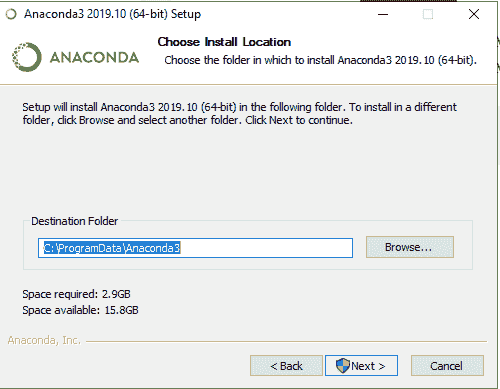 Anaconda3 2019.10 (64-bit) Setup
ANACONDA
Choose Install Location
Choose the folder in which to install Anaconda3 2019.10 (64-bit).
Setup will install Anaconda3 2019.10 (64-bit) in the following folder. To install in a different
folder, click Browse and select another folder. Click Next to continue.
Destination Folder
C:\ProgramData\Anaconda3
Browse...
Space required: 2.9GB
Space available: 15.8GB
Anaconda, Inc.
< Back
Next >
Cancel